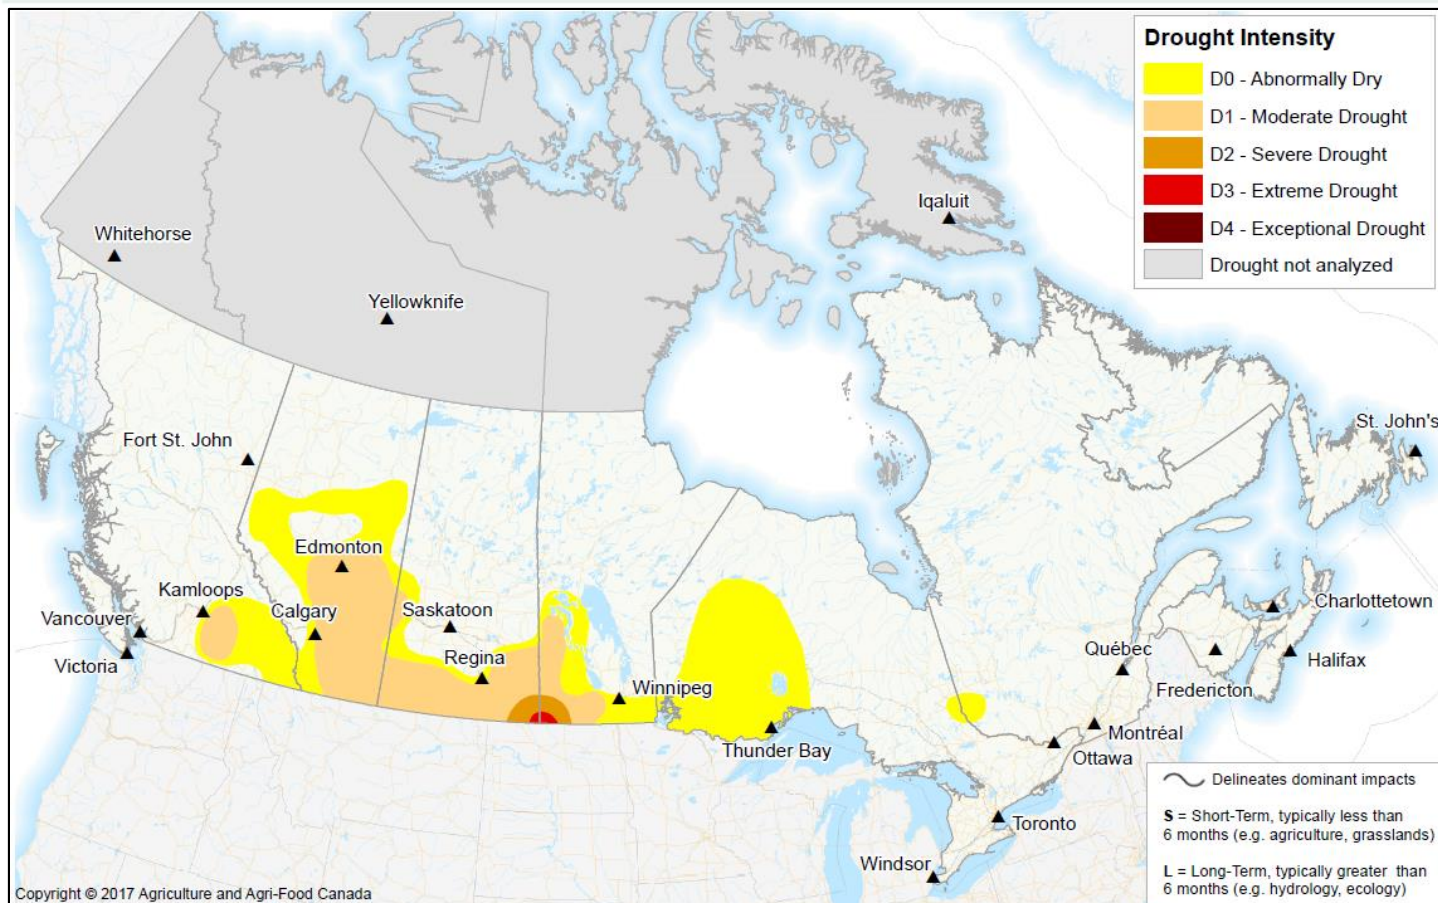 Drought Intensity
D0 - Abnormally Dry
D1 - Moderate Drought
D2 - Severe Drought
D3 - Extreme Drought
D4 - Exceptional Drought
Drought not analyzed
Iqaluit
Whitehorse
Yellowknife
St. John's
Fort St. John
Edmonton
Kamloops
Calgary
Saskatoon
Vancouver
Charlottetown
Victoria
Regina
Québec
Halifax
Winnipeg
Fredericton
Thunder Bay
Montréal
Ottawa
Toronto
Windsor
Delineates dominant impacts
S = Short-Term, typically less than
6 months (e.g. agriculture, grasslands)
L = Long-Term, typically greater than
6 months (e.g. hydrology, ecology)
Copyright © 2017 Agriculture and Agri-Food Canada